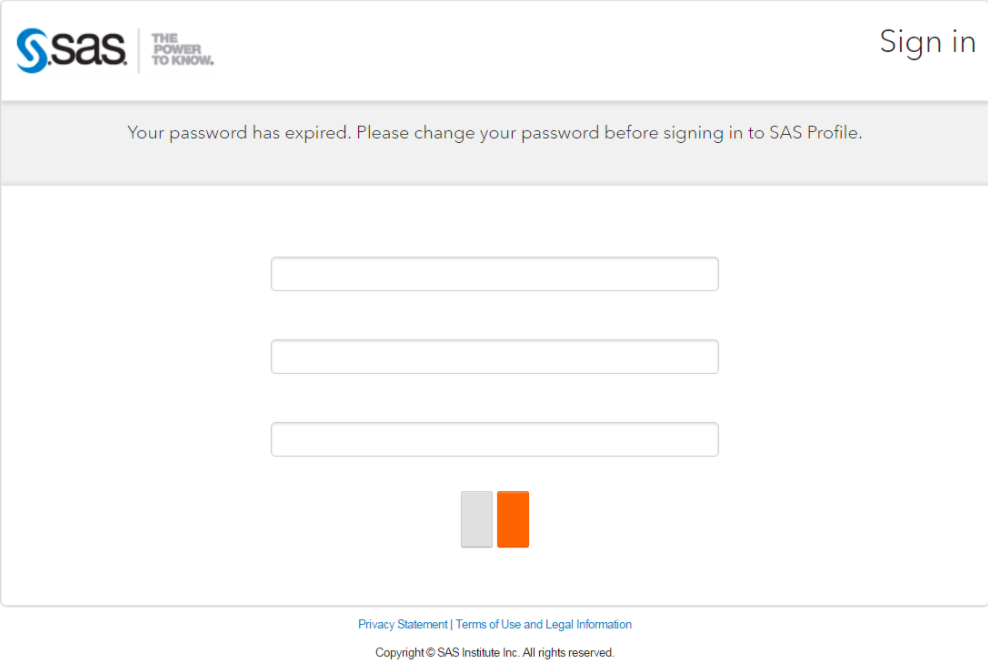 sas
THE
POWER
TO KNOW.
Sign in
Your password has expired. Please change your password before signing in to SAS Profile.
Privacy Statement | Terms of Use and Legal Information
Copyright © SAS Institute Inc. All rights reserved.